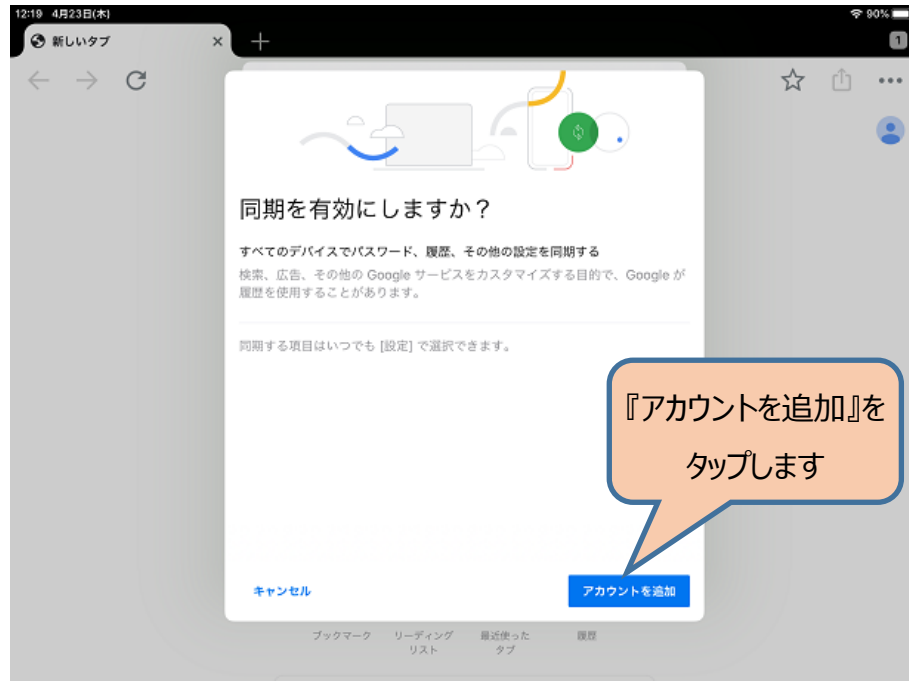 12:19 4月23日(木)
90%
新しいタブ
1
同期を有効にしますか？
すべてのデバイスでパスワード、履歴、その他の設定を同期する
検索、広告、その他の Google サービスをカスタマイズする目的で、Google が
履歴を使用することがあります。
同期する項目はいつでも [設定] で選択できます。
『アカウントを追加』を
タップします
キャンセル
アカウントを追加
ブックマーク
リーディング
リスト
最近使った
タブ
履歴